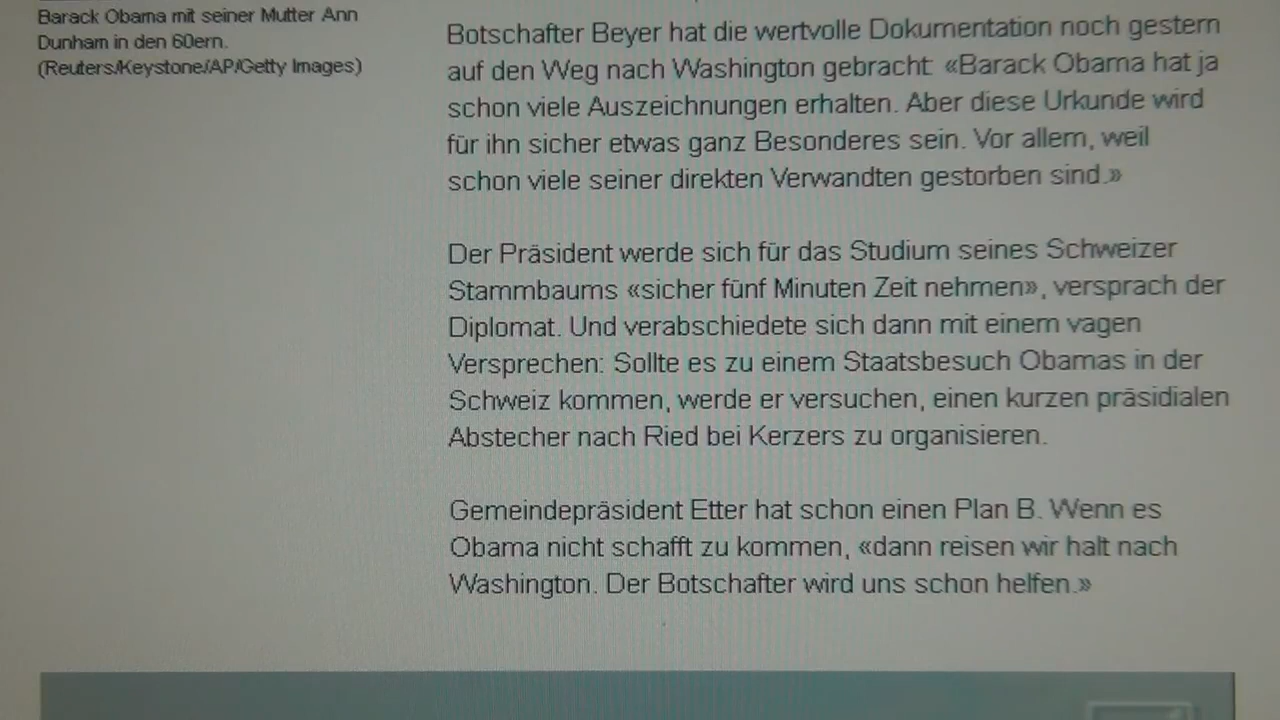 Barack Obama mit seiner Mutter Ann
Dunham in den 60ern.
(Reuters/Keystone/AP/Getty Images)
Botschafter Beyer hat die wertvolle Dokumentation noch gestern
auf den Weg nach Washington gebracht: «Barack Obama hat ja
schon viele Auszeichnungen erhalten. Aber diese Urkunde wird
für ihn sicher etwas ganz Besonderes sein. Vor allem, weil
schon viele seiner direkten Verwandten gestorben sind.»
Der Präsident werde sich für das Studium seines Schweizer
Stammbaums «sicher fünf Minuten Zeit nehmen», versprach der
Diplomat. Und verabschiedete sich dann mit einem vagen
Versprechen: Sollte es zu einem Staatsbesuch Obamas in der
Schweiz kommen, werde er versuchen, einen kurzen präsidialen
Abstecher nach Ried bei Kerzers zu organisieren.
Gemeindepräsident Etter hat schon einen Plan B. Wenn es
Obama nicht schafft zu kommen, «dann reisen wir halt nach
Washington. Der Botschafter wird uns schon helfen.»